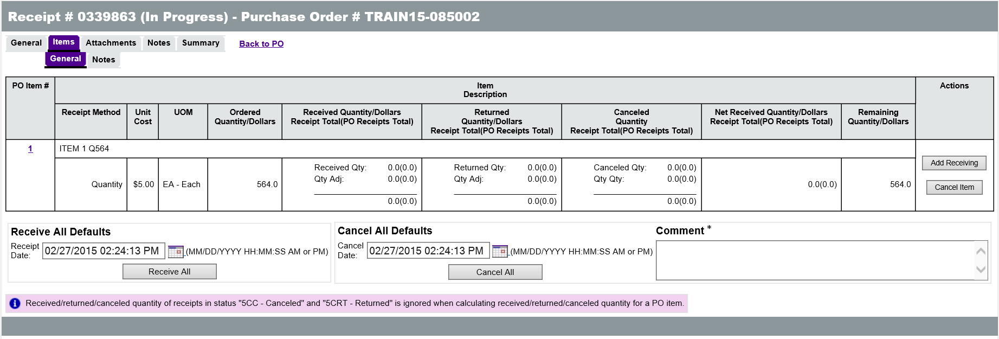 Receipt # 0339863 (In Progress) - Purchase Order # TRAIN15-085002
General Items Attachments Notes Summary Back to PO
General Notes
PO Item #
Item
Description
Actions
Receipt Method
Unit
Cost
UOM
Ordered
Quantity/Dollars
Received Quantity/Dollars
Receipt Total(PO Receipts Total)
Returned
Quantity/Dollars
Receipt Total(PO Receipts Total)
Canceled
Quantity
Receipt Total(PO Receipts Total)
Net Received Quantity/Dollars
Receipt Total(PO Receipts Total)
Remaining
Quantity/Dollars
1
ITEM 1 Q564
Quantity
$5.00
EA - Each
564.0
Received Qty: 0.0(0.0)
Qty Adj: 0.0(0.0)
0.0(0.0)
Returned Qty: 0.0(0.0)
Qty Adj: 0.0(0.0)
0.0(0.0)
Canceled Qty: 0.0(0.0)
Qty Qty: 0.0(0.0)
0.0(0.0)
0.0(0.0)
564.0
Add Receiving
Cancel Item
Receive All Defaults
Receipt
Date:
02/27/2015 02:24:13 PM
(MM/DD/YYYY HH:MM:SS AM or PM)
Receive All
Cancel All Defaults
Cancel
Date:
02/27/2015 02:24:13 PM
(MM/DD/YYYY HH:MM:SS AM or PM)
Cancel All
Comment *
i
Received/returned/canceled quantity of receipts in status "5CC - Canceled" and "5CRT - Returned" is ignored when calculating received/returned/canceled quantity for a PO item.